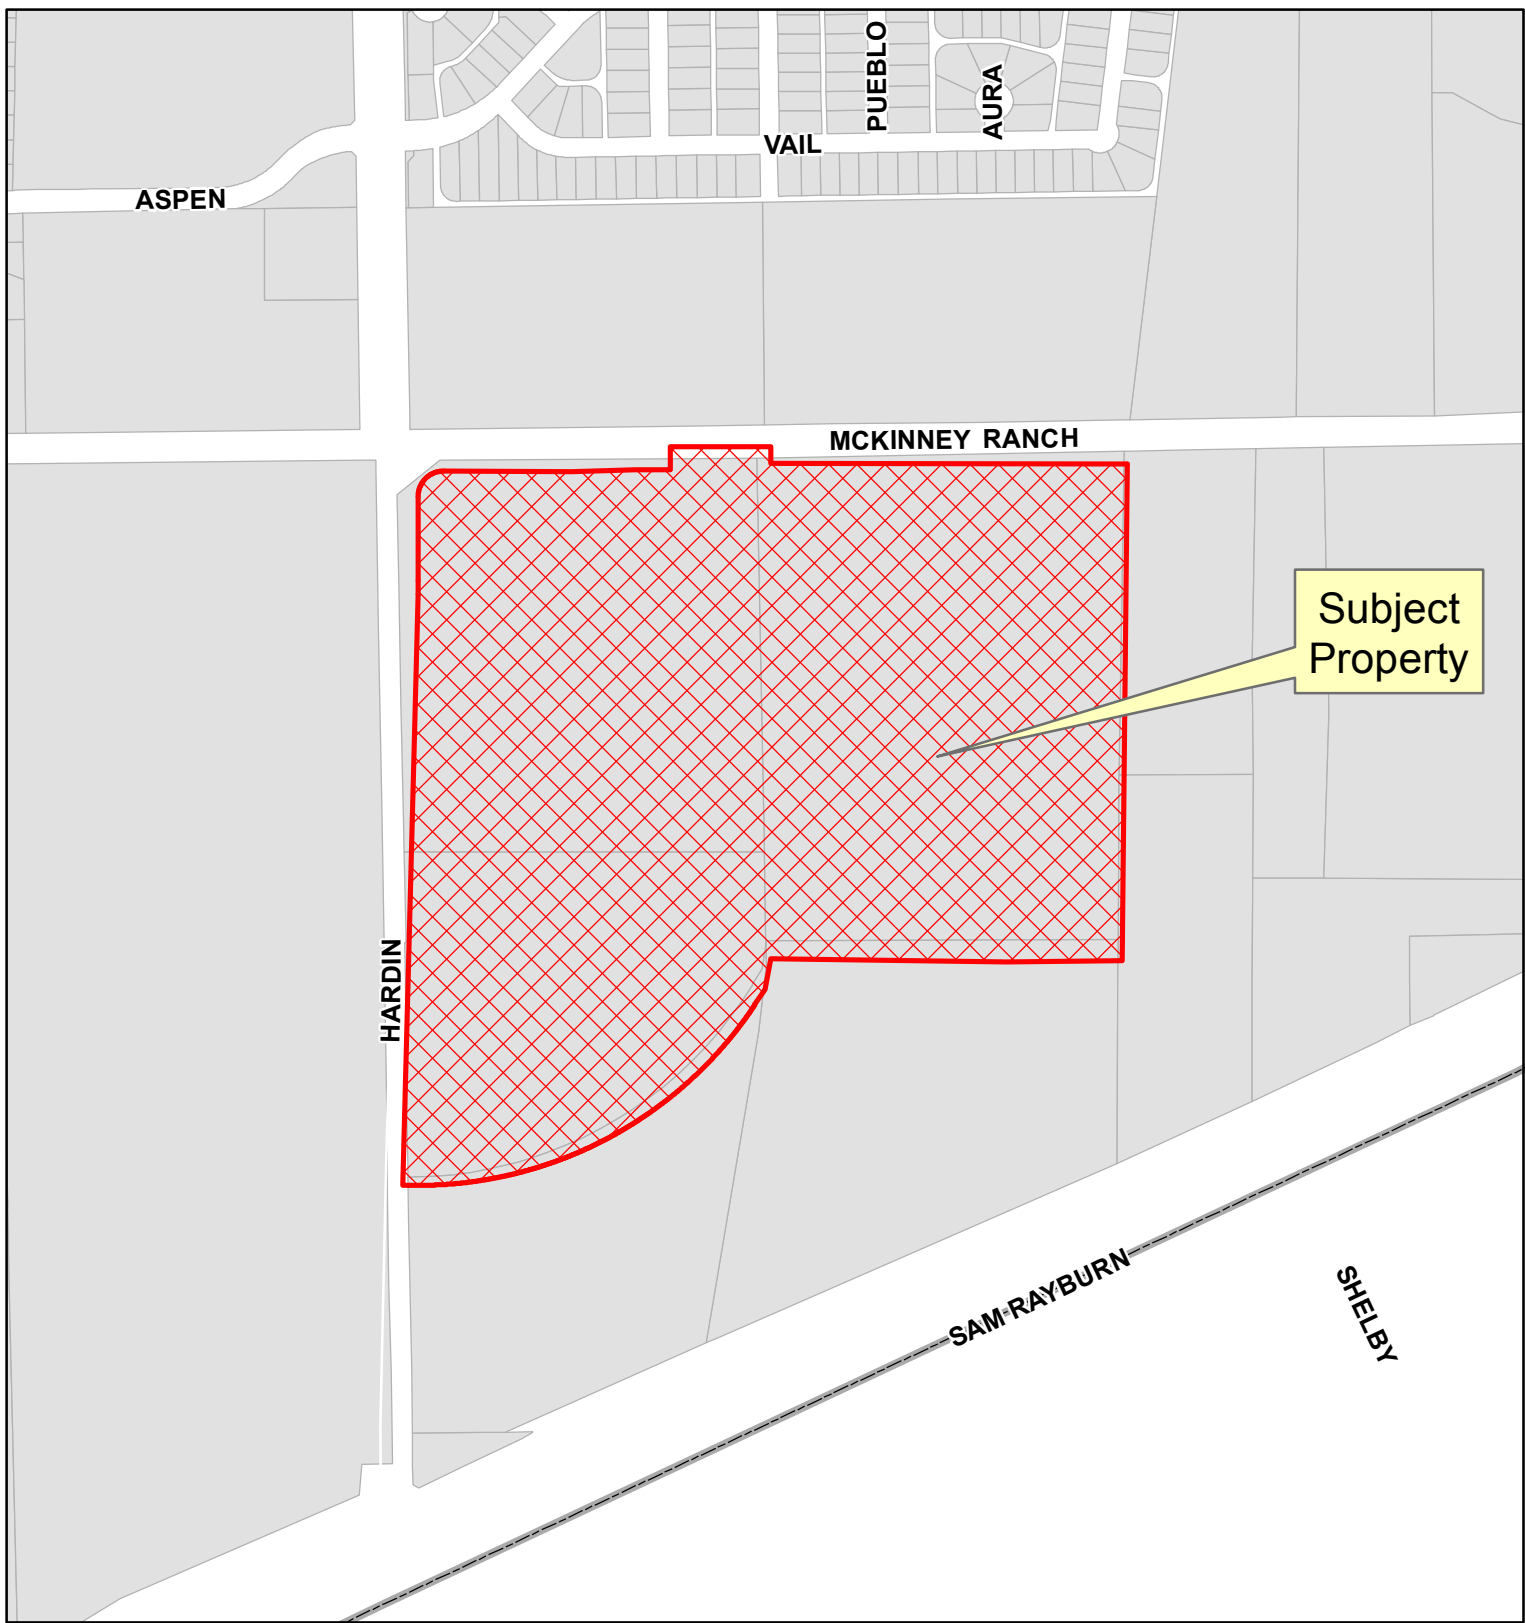 PUEBLO
AURA
VAIL
ASPEN
MCKINNEY RANCH
Subject
Property
HARDIN
SAM RAYBURN
SHELBY